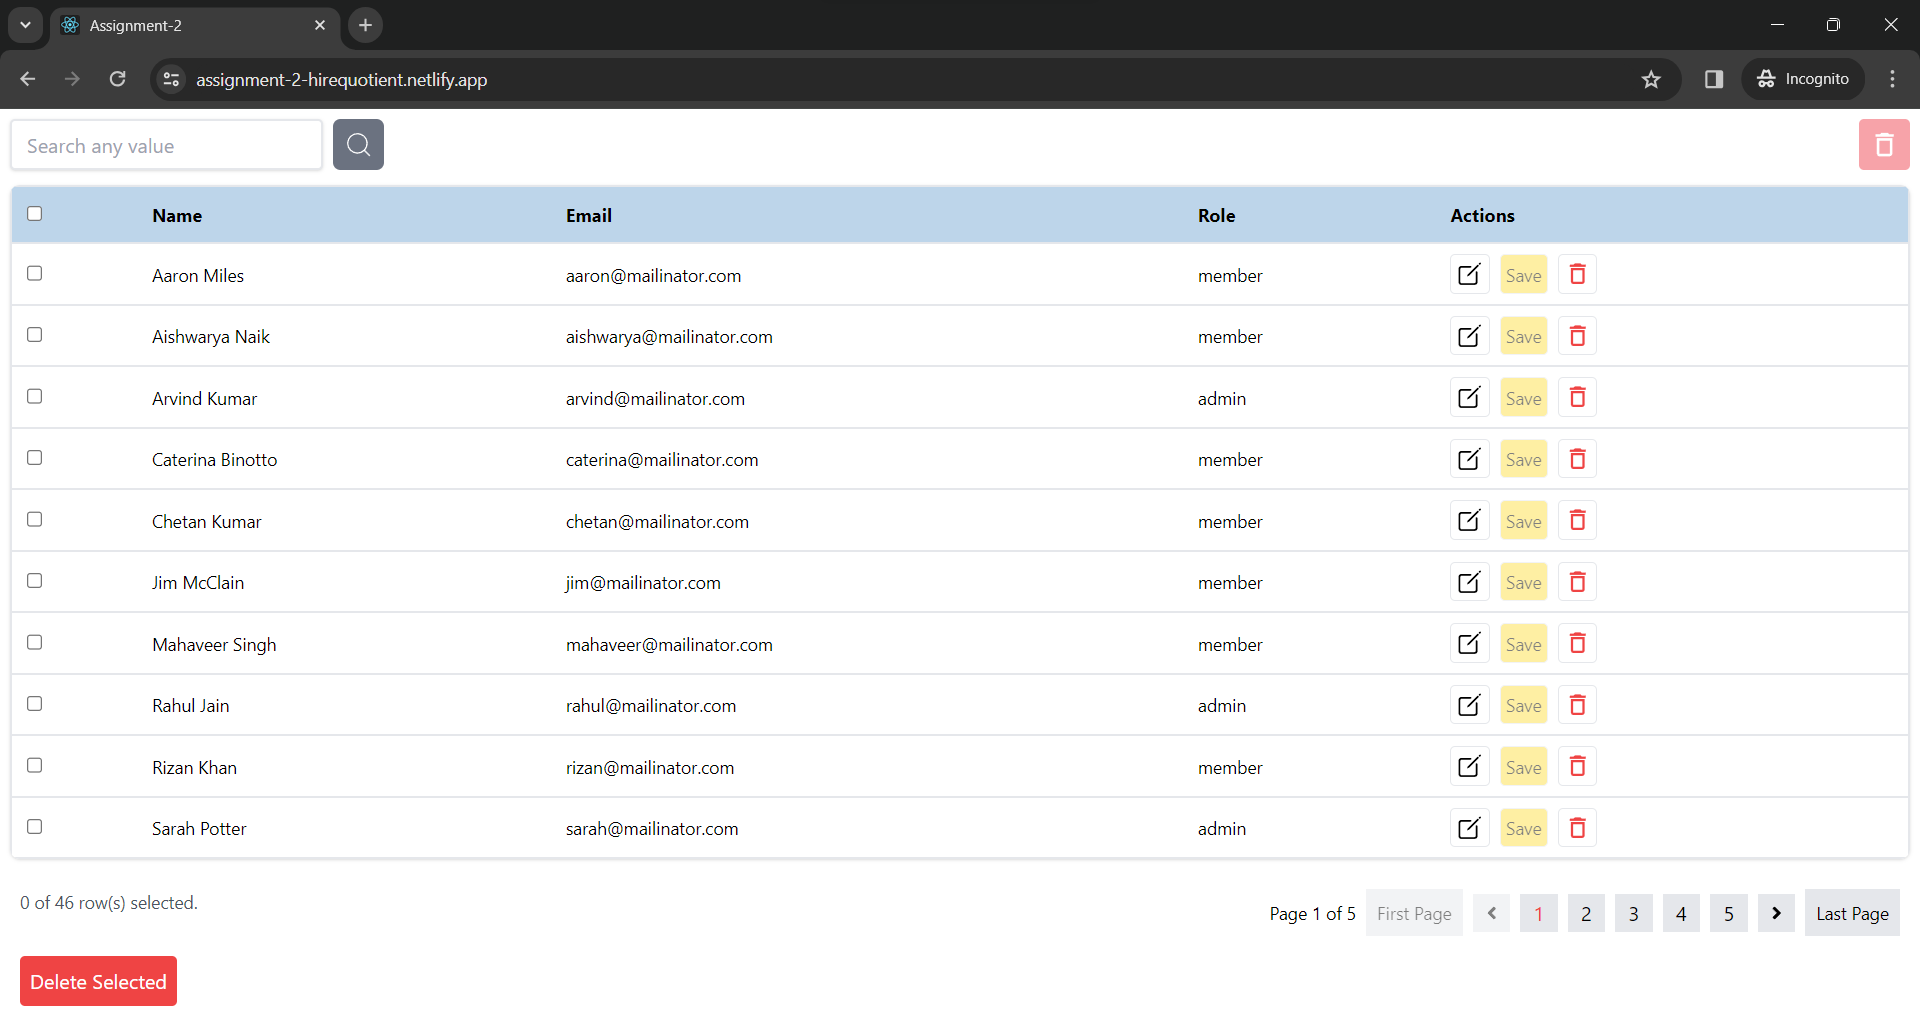 Assignment-2
assignment-2-hirequotient.netlify.app
Incognito
Search any value
Name Email Role Actions
Aaron Miles aaron@mailinator.com member Save
Aishwarya Naik aishwarya@mailinator.com member Save
Arvind Kumar arvind@mailinator.com admin Save
Caterina Binotto caterina@mailinator.com member Save
Chetan Kumar chetan@mailinator.com member Save
Jim McClain jim@mailinator.com member Save
Mahaveer Singh mahaveer@mailinator.com member Save
Rahul Jain rahul@mailinator.com admin Save
Rizan Khan rizan@mailinator.com member Save
Sarah Potter sarah@mailinator.com admin Save
0 of 46 row(s) selected.
Page 1 of 5 First Page 1 2 3 4 5 Last Page
Delete Selected